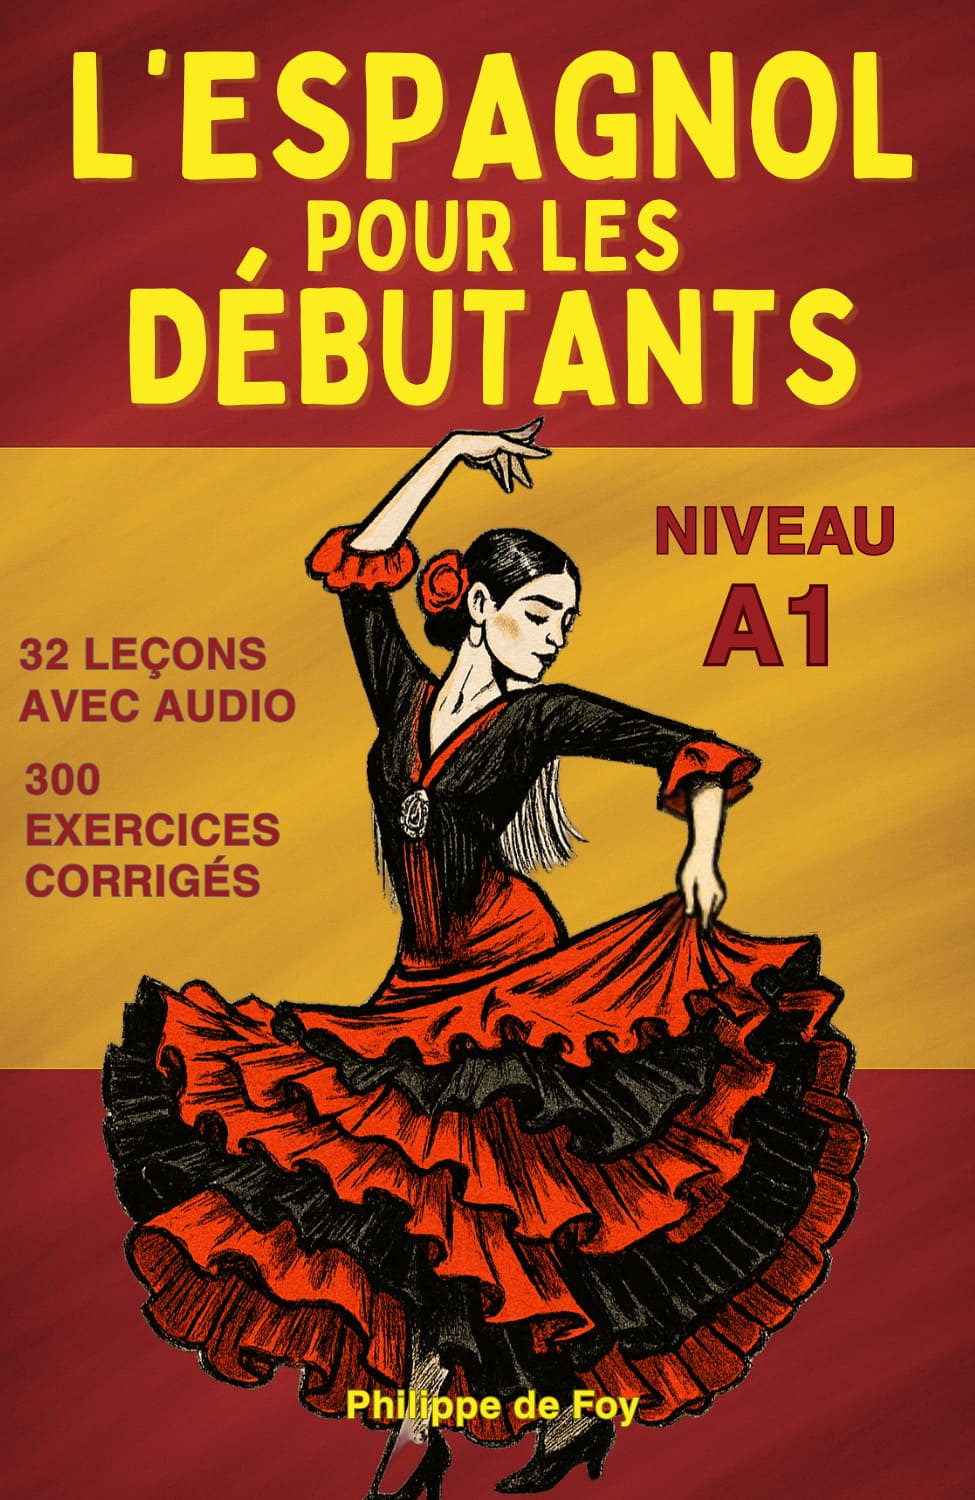 L'ESPAGNOL
POUR LES
DÉBUTANTS
NIVEAU
A1
32 LEÇONS
AVEC AUDIO
300
EXERCICES
CORRIGÉS
Philippe de Foy